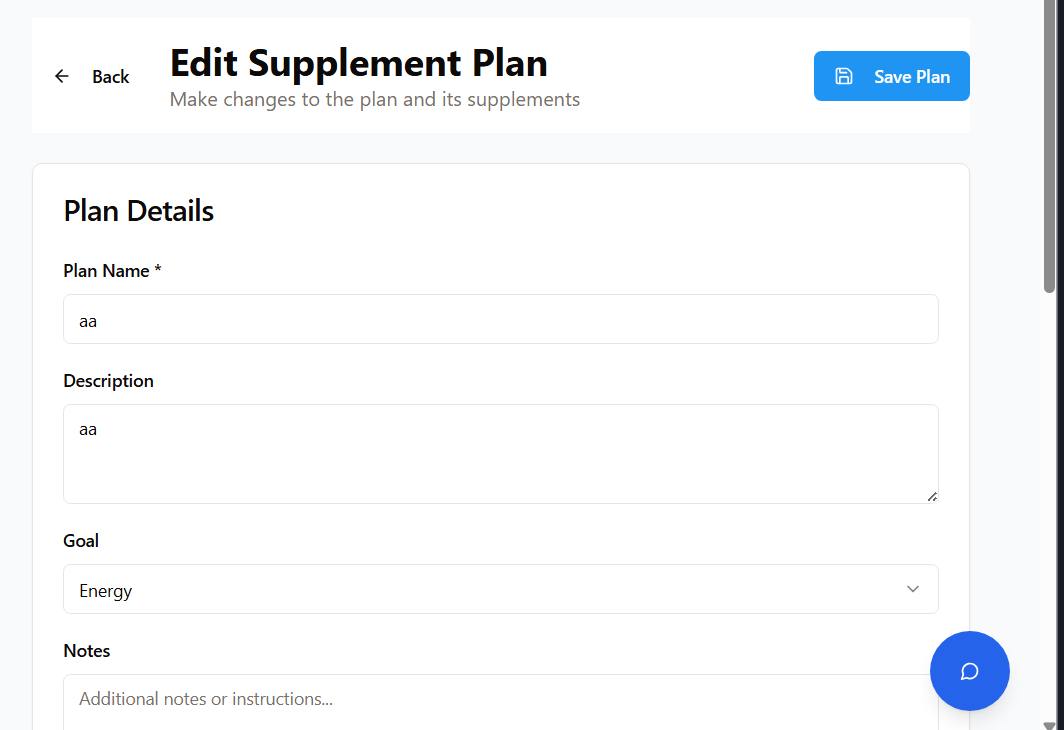 Back
Edit Supplement Plan
Make changes to the plan and its supplements
Save Plan
Plan Details
Plan Name *
aa
Description
aa
Goal
Energy
Notes
Additional notes or instructions...